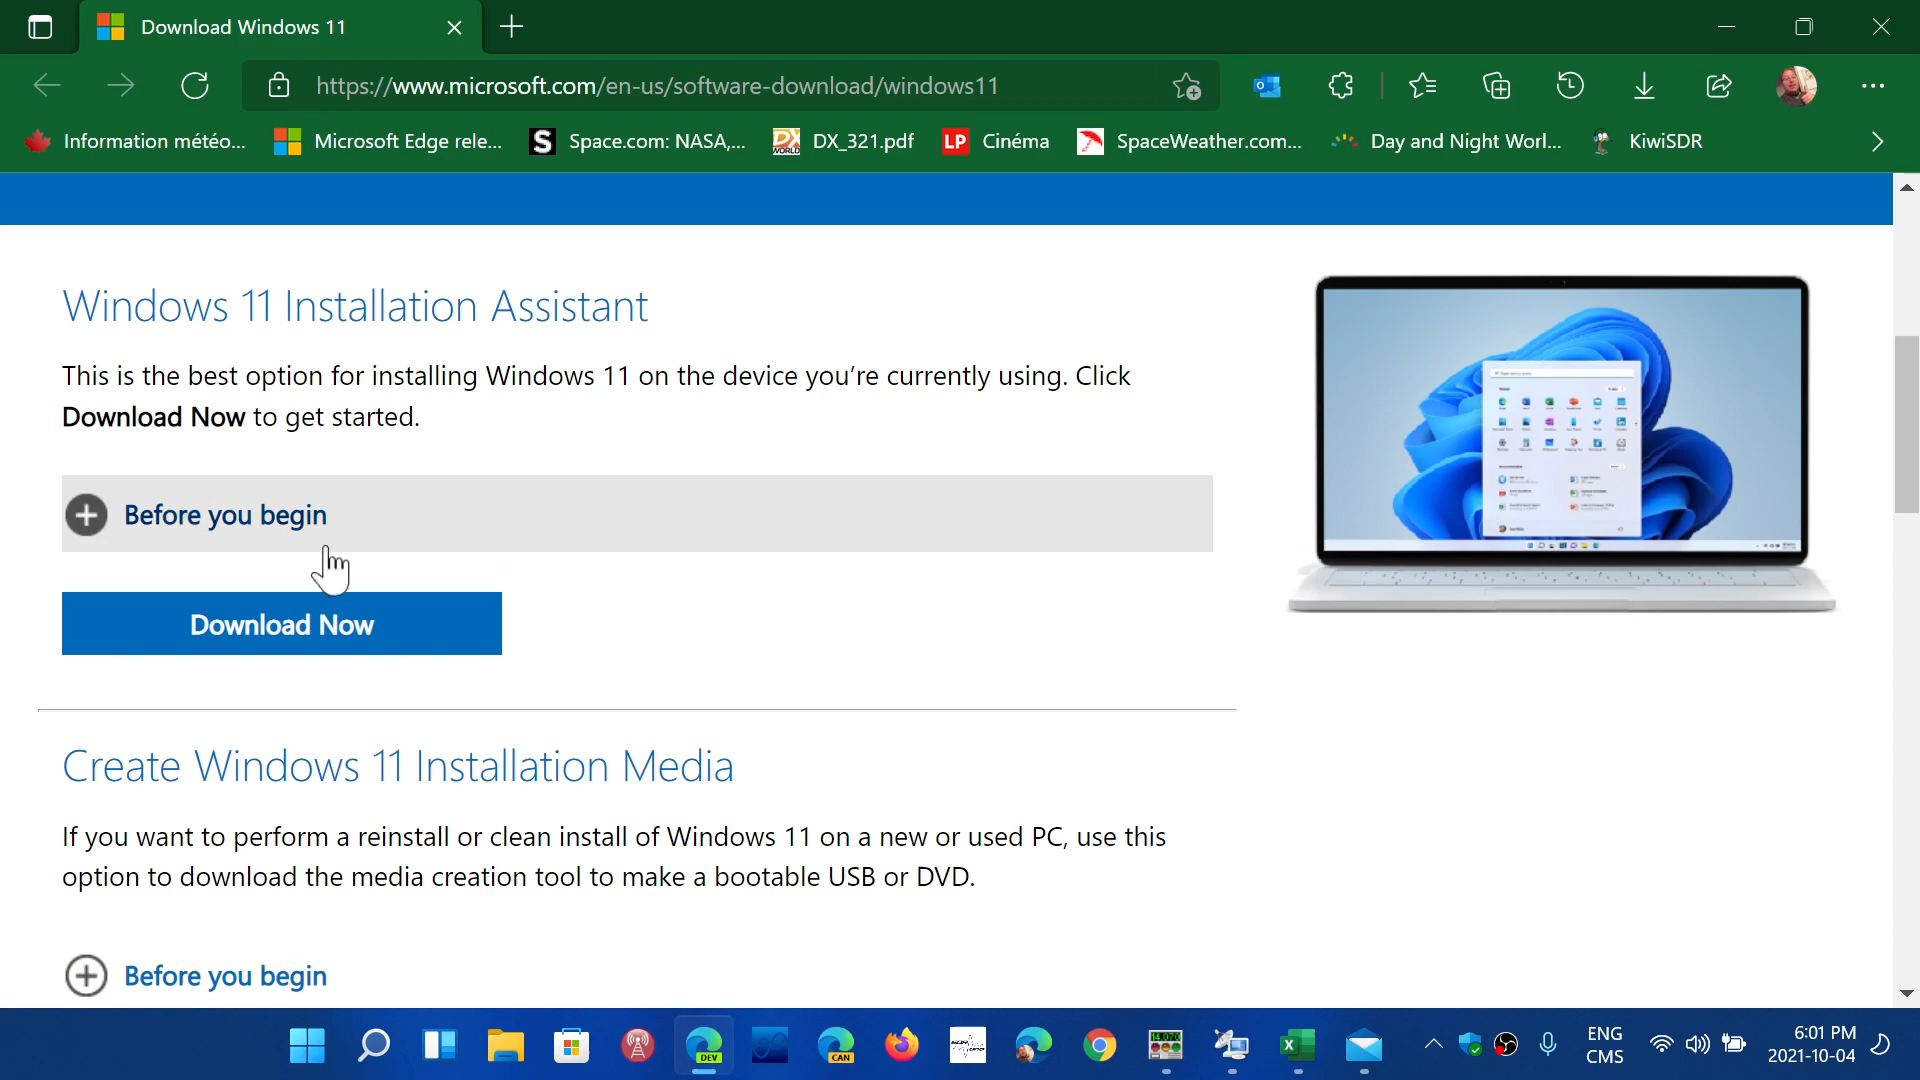 Download Windows 11
https://www.microsoft.com/en-us/software-download/windows11
Information météo... Microsoft Edge rele... S Space.com: NASA,... DX WORLD DX_321.pdf LP Cinéma SpaceWeather.com... Day and Night Worl... KiwiSDR
Windows 11 Installation Assistant
This is the best option for installing Windows 11 on the device you're currently using. Click
Download Now to get started.
Before you begin
Download Now
Create Windows 11 Installation Media
If you want to perform a reinstall or clean install of Windows 11 on a new or used PC, use this
option to download the media creation tool to make a bootable USB or DVD.
Before you begin
DEV
CAN
ENG
CMS
6:01 PM
2021-10-04